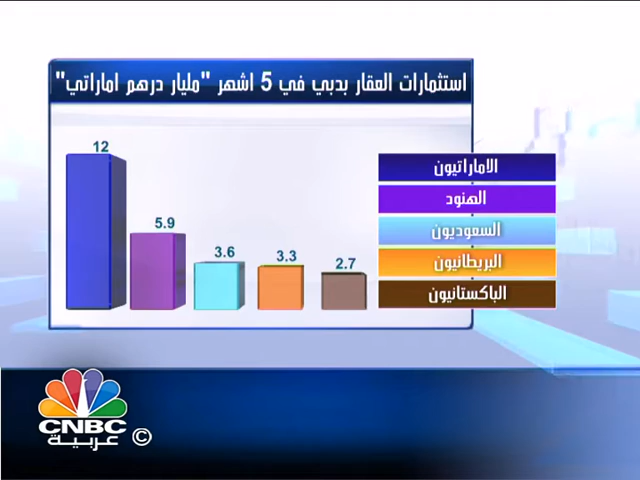 استثمارات العقار بدبي في 5 اشهر "مليار درهم اماراتي"
12
5.9
3.6
3.3
2.7
الاماراتيون
الهنود
السعوديون
البريطانيون
الباكستانيون
CNBC
عربية ©